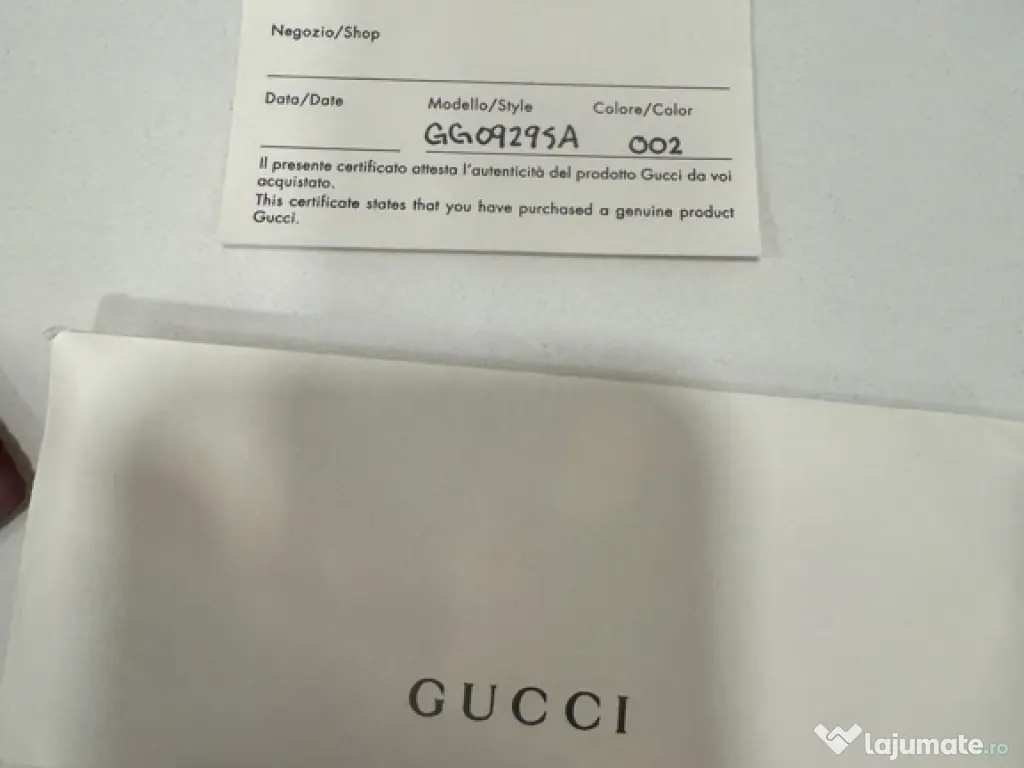 Negozio/Shop
Data/Date Modello/Style Colore/Color
GG0929SA 002
Il presente certificato attesta l'autenticità del prodotto Gucci da voi
acquistato.
This certificate states that you have purchased a genuine product
Gucci.
GUCCI
lajumate.ro